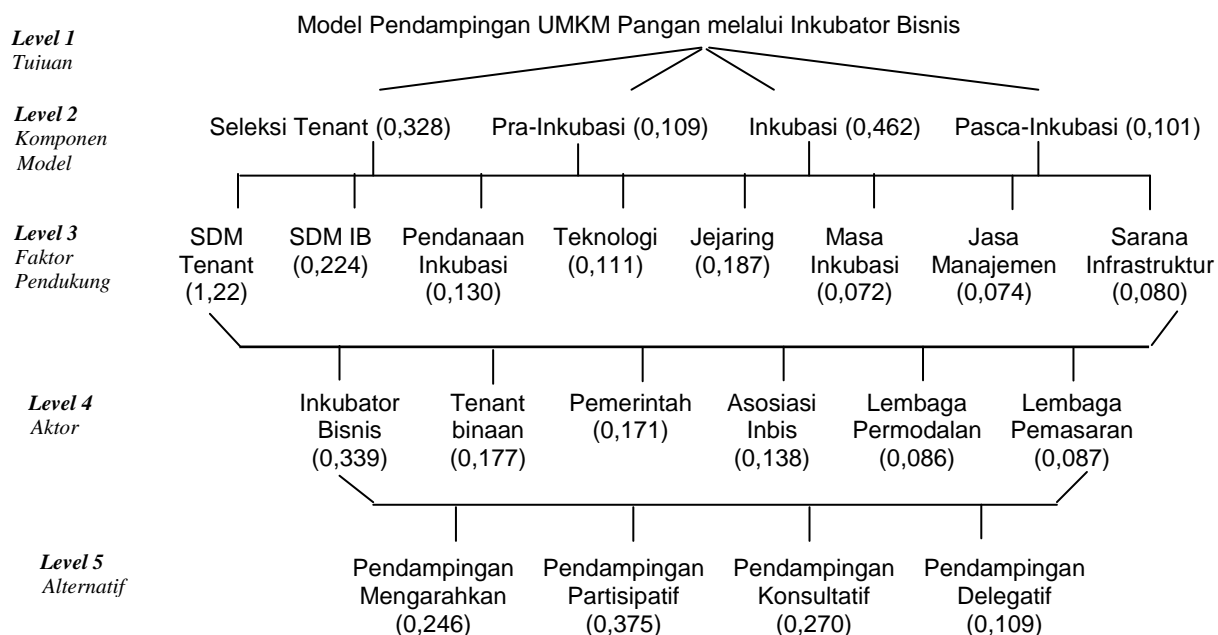 Model Pendampingan UMKM Pangan melalui Inkubator Bisnis
Level 1
Tujuan
Level 2
Komponen
Model
Seleksi Tenant (0,328) Pra-Inkubasi (0,109) Inkubasi (0,462) Pasca-Inkubasi (0,101)
Level 3
Faktor
Pendukung
SDM
Tenant
(1,22)
SDM IB
(0,224)
Pendanaan
Inkubasi
(0,130)
Teknologi
(0,111)
Jejaring
(0,187)
Masa
Inkubasi
(0,072)
Jasa
Manajemen
(0,074)
Sarana
Infrastruktur
(0,080)
Level 4
Aktor
Inkubator
Bisnis
(0,339)
Tenant
binaan
(0,177)
Pemerintah
(0,171)
Asosiasi
Inbis
(0,138)
Lembaga
Permodalan
(0,086)
Lembaga
Pemasaran
(0,087)
Level 5
Alternatif
Pendampingan
Mengarahkan
(0,246)
Pendampingan
Partisipatif
(0,375)
Pendampingan
Konsultatif
(0,270)
Pendampingan
Delegatif
(0,109)